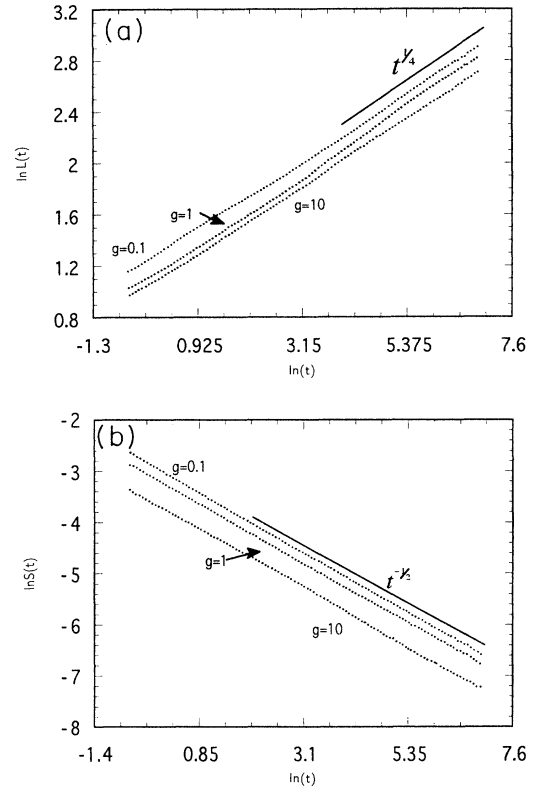 (a)
3.2
2.8
2.4
2
1.6
1.2
0.8
ln L(t)
t^1/4
g=1
g=10
g=0.1
-1.3 0.925 3.15 5.375 7.6
ln(t)
(b)
-2
-3
-4
-5
-6
-7
-8
lnS(t)
g=0.1
g=1
t^-1/2
g=10
-1.4 0.85 3.1 5.35 7.6
ln(t)